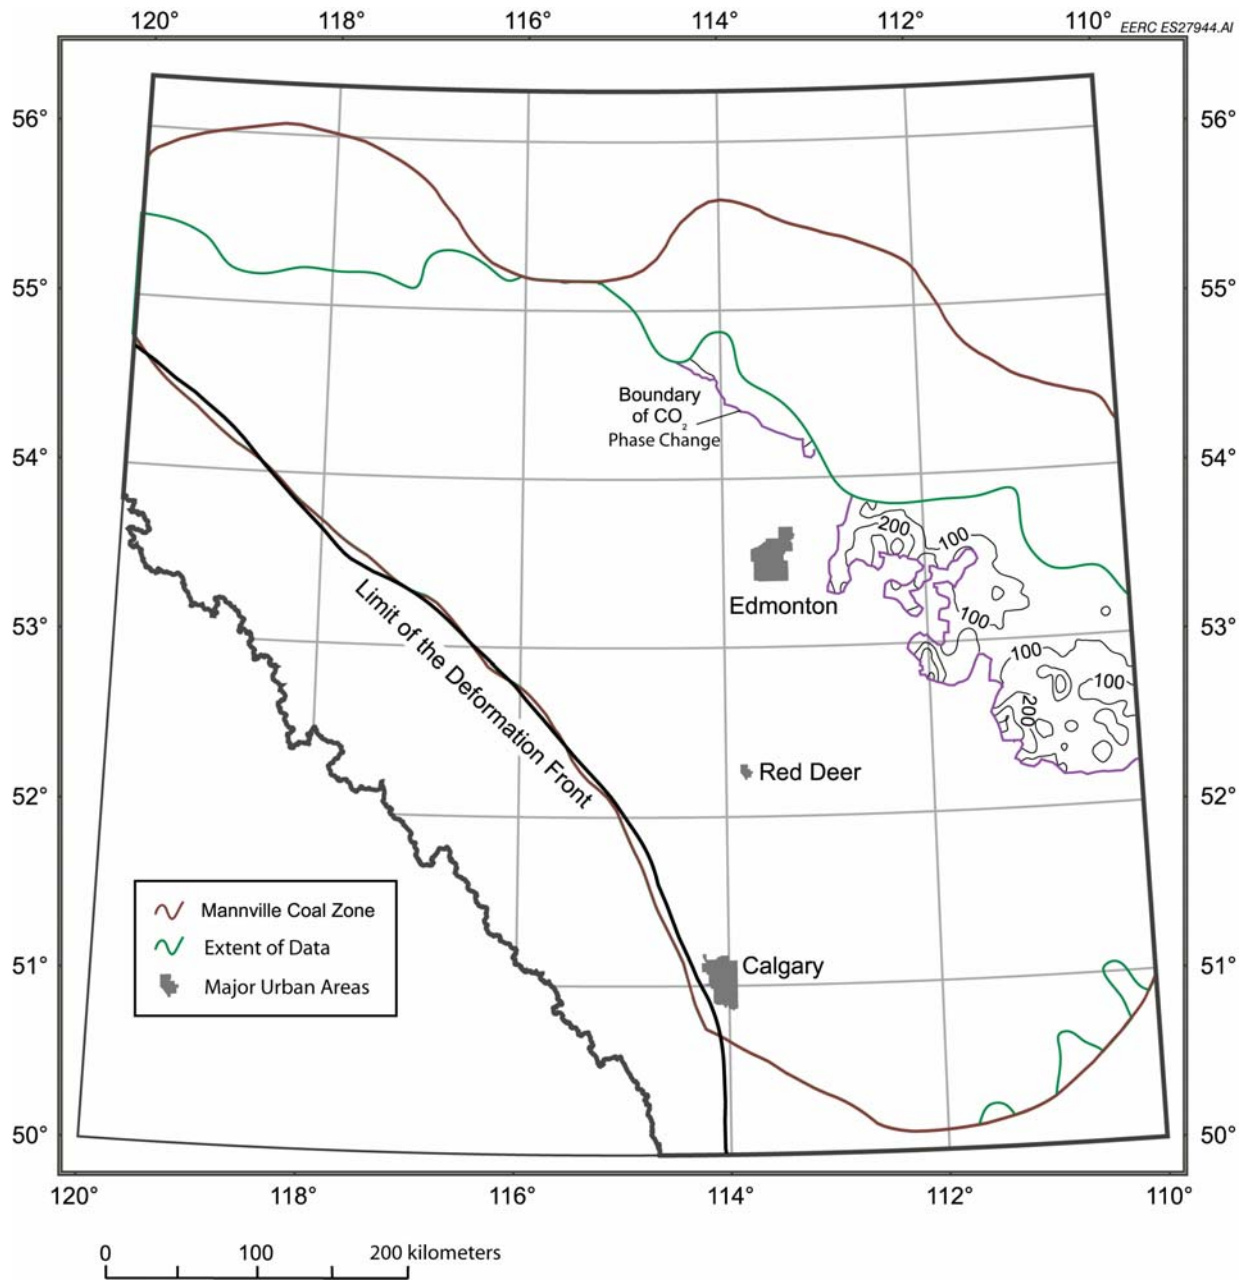 120° 118° 116° 114° 112° 110°
EERC ES27944.AI
56° 56°
55° 55°
Boundary
of CO2
Phase Change
54° 54°
200
100
Edmonton
100
53° 53°
100
100
200
Limit of the Deformation Front
Red Deer
52° 52°
Mannville Coal Zone
Extent of Data
Major Urban Areas
Calgary
51° 51°
50° 50°
120° 118° 116° 114° 112° 110°
0 100 200 kilometers